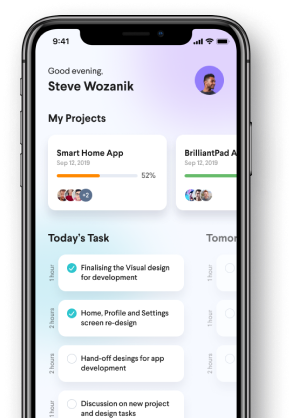 9:41
Good evening,
Steve Wozanik
My Projects
Smart Home App
Sep 12, 2019
52%
+2
BrilliantPad A
Sep 12, 2019
Today's Task
Tomor
1 hour
Finalising the Visual design
for development
1 hour
2 hours
Home, Profile and Settings
screen re-design
1 hour
2 hours
Hand-off desings for app
development
2 hours
1 hour
Discussion on new project
and design tasks